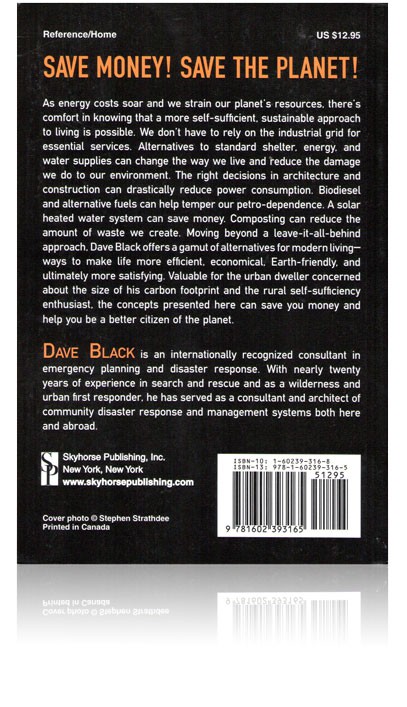 Reference/Home
US $12.95
SAVE MONEY! SAVE THE PLANET!
As energy costs soar and we strain our planet's resources, there's
comfort in knowing that a more self-sufficient, sustainable approach
to living is possible. We don't have to rely on the industrial grid for
essential services. Alternatives to standard shelter, energy, and
water supplies can change the way we live and reduce the damage
we do to our environment. The right decisions in architecture and
construction can drastically reduce power consumption. Biodiesel
and alternative fuels can help temper our petro-dependence. A solar
heated water system can save money. Composting can reduce the
amount of waste we create. Moving beyond a leave-it-all-behind
approach, Dave Black offers a gamut of alternatives for modern living—
ways to make life more efficient, economical, Earth-friendly, and
ultimately more satisfying. Valuable for the urban dweller concerned
about the size of his carbon footprint and the rural self-sufficiency
enthusiast, the concepts presented here can save you money and
help you be a better citizen of the planet.
DAVE BLACK is an internationally recognized consultant in
emergency planning and disaster response. With nearly twenty
years of experience in search and rescue and as a wilderness and
urban first responder, he has served as a consultant and architect of
community disaster response and management systems both here
and abroad.
SP
Skyhorse Publishing, Inc.
New York, New York
www.skyhorsepublishing.com
Cover photo © Stephen Strathdee
Printed in Canada
ISBN-10: 1-60239-316-8
ISBN-13: 978-1-60239-316-5
51295
9 781602 393165
Printed in Canada
Cover photo © Stephen Strathdee
9 781602 393165